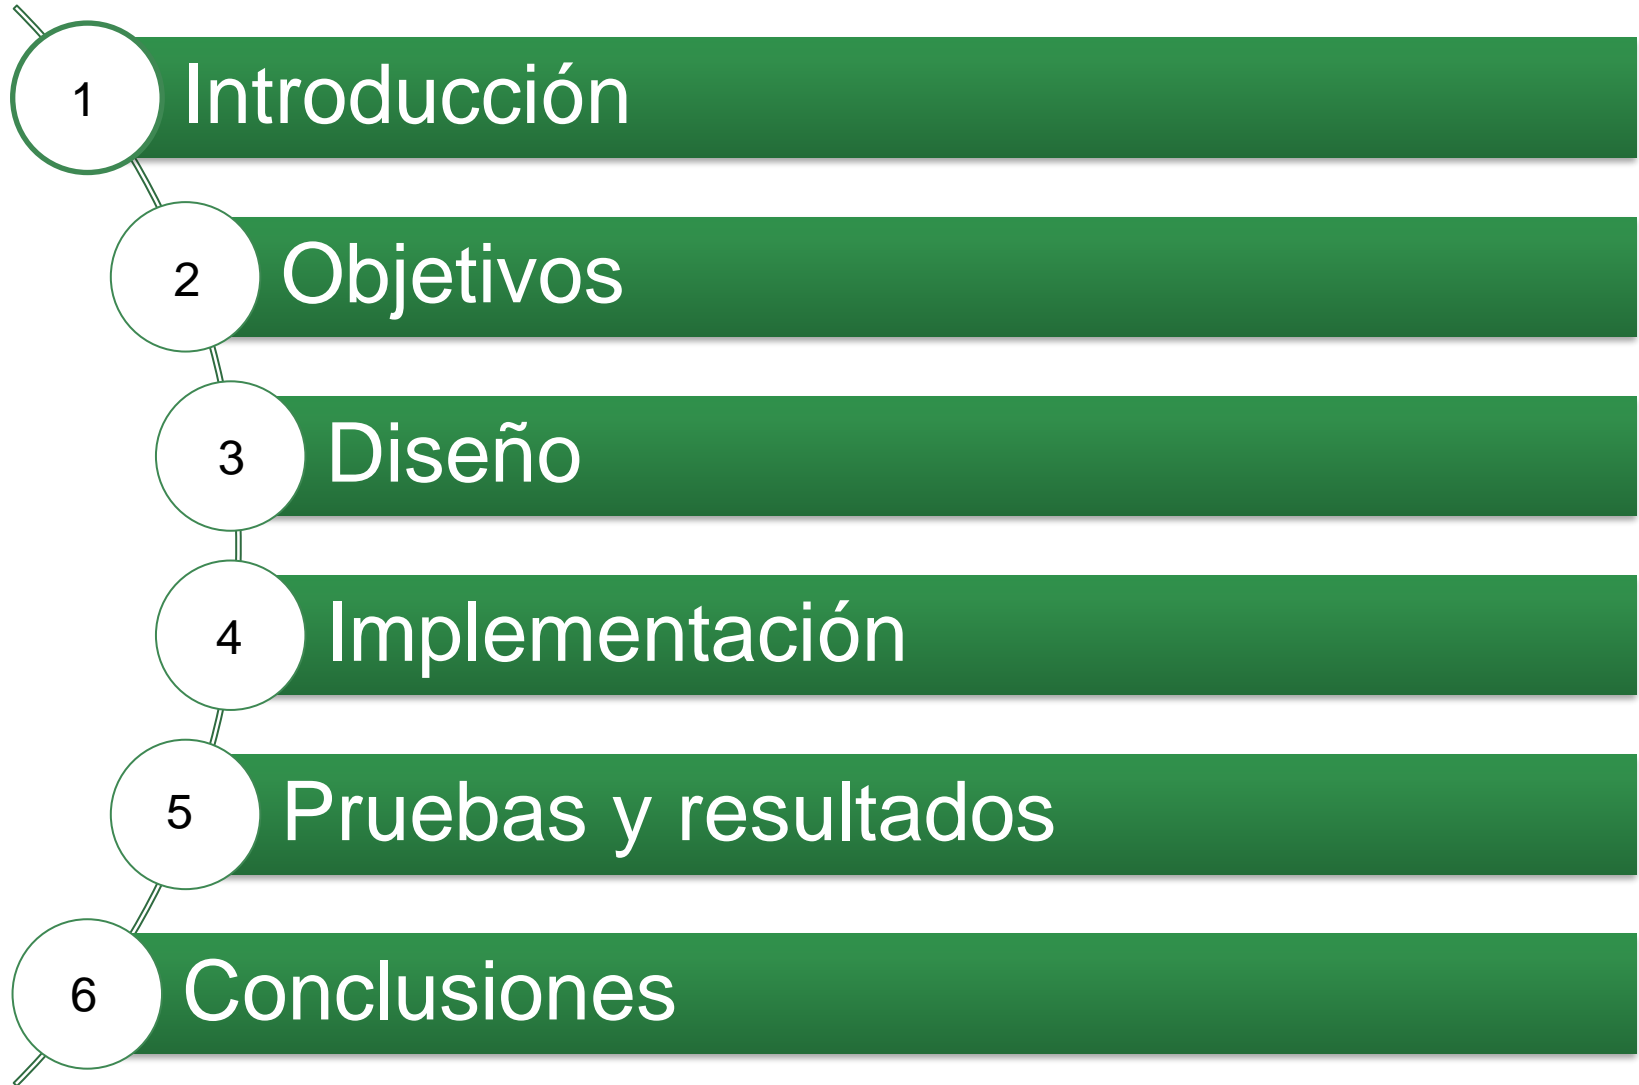 1 Introducción
2 Objetivos
3 Diseño
4 Implementación
5 Pruebas y resultados
6 Conclusiones